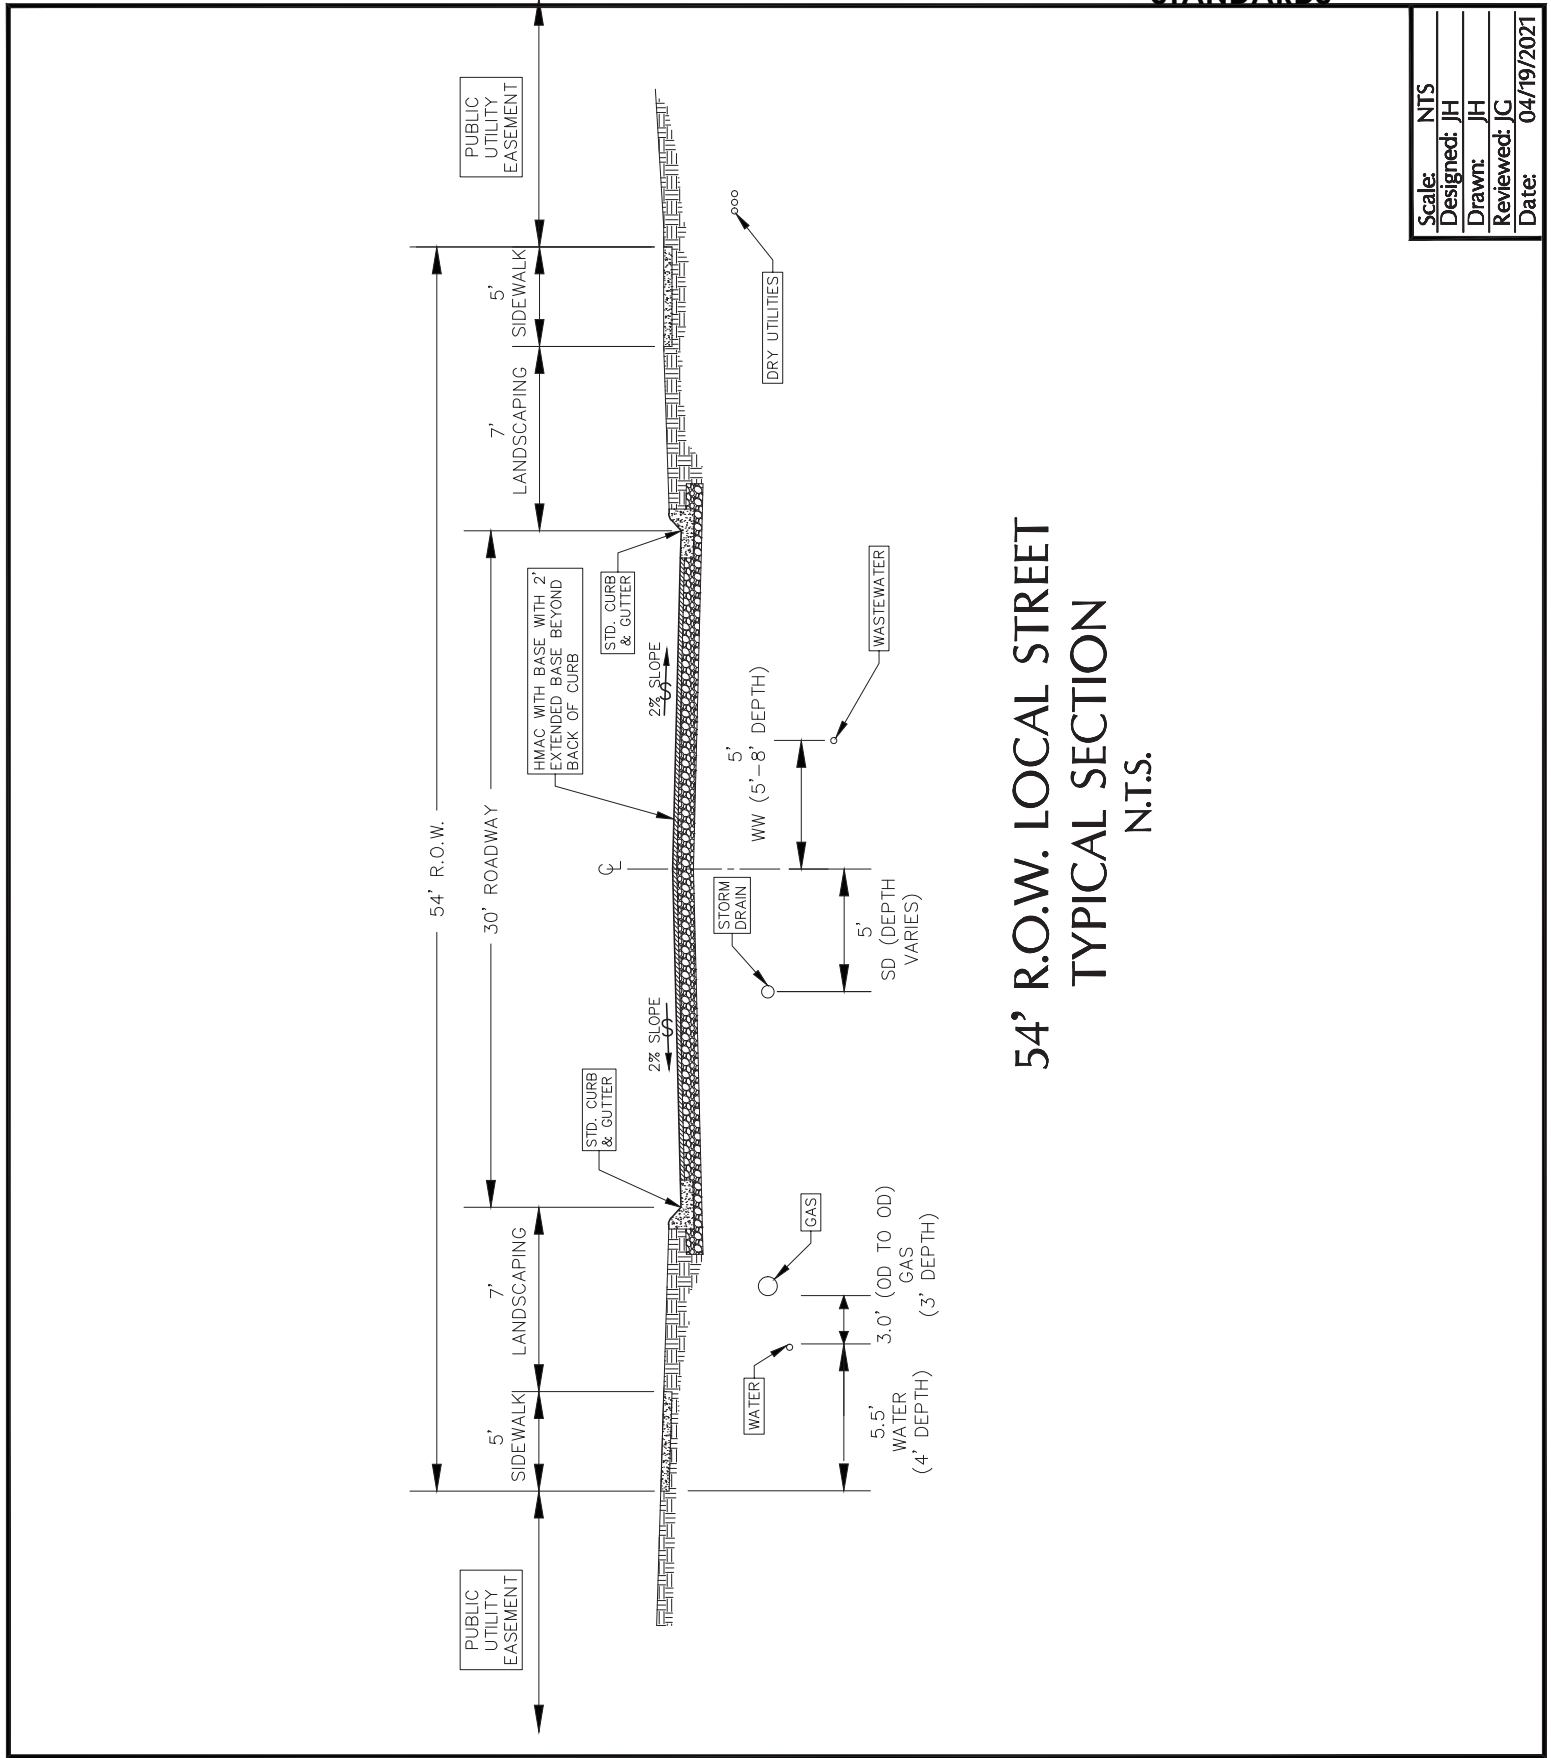 PUBLIC
UTILITY
EASEMENT
5'
SIDEWALK
7'
LANDSCAPING
54' R.O.W.
30' ROADWAY
7'
LANDSCAPING
5'
SIDEWALK
PUBLIC
UTILITY
EASEMENT
STD. CURB
& GUTTER
2% SLOPE
S
CL
HMAC WITH BASE WITH 2'
EXTENDED BASE BEYOND
BACK OF CURB
2% SLOPE
S
STD. CURB
& GUTTER
WATER
GAS
STORM
DRAIN
WASTEWATER
DRY UTILITIES
5.5'
WATER
(4' DEPTH)
3.0' (OD TO OD)
GAS
(3' DEPTH)
5'
SD (DEPTH
VARIES)
5'
WW (5'-8' DEPTH)
54' R.O.W. LOCAL STREET
TYPICAL SECTION
N.T.S.
Scale: NTS
Designed: JH
Drawn: JH
Reviewed: JG
Date: 04/19/2021
STANDARDS